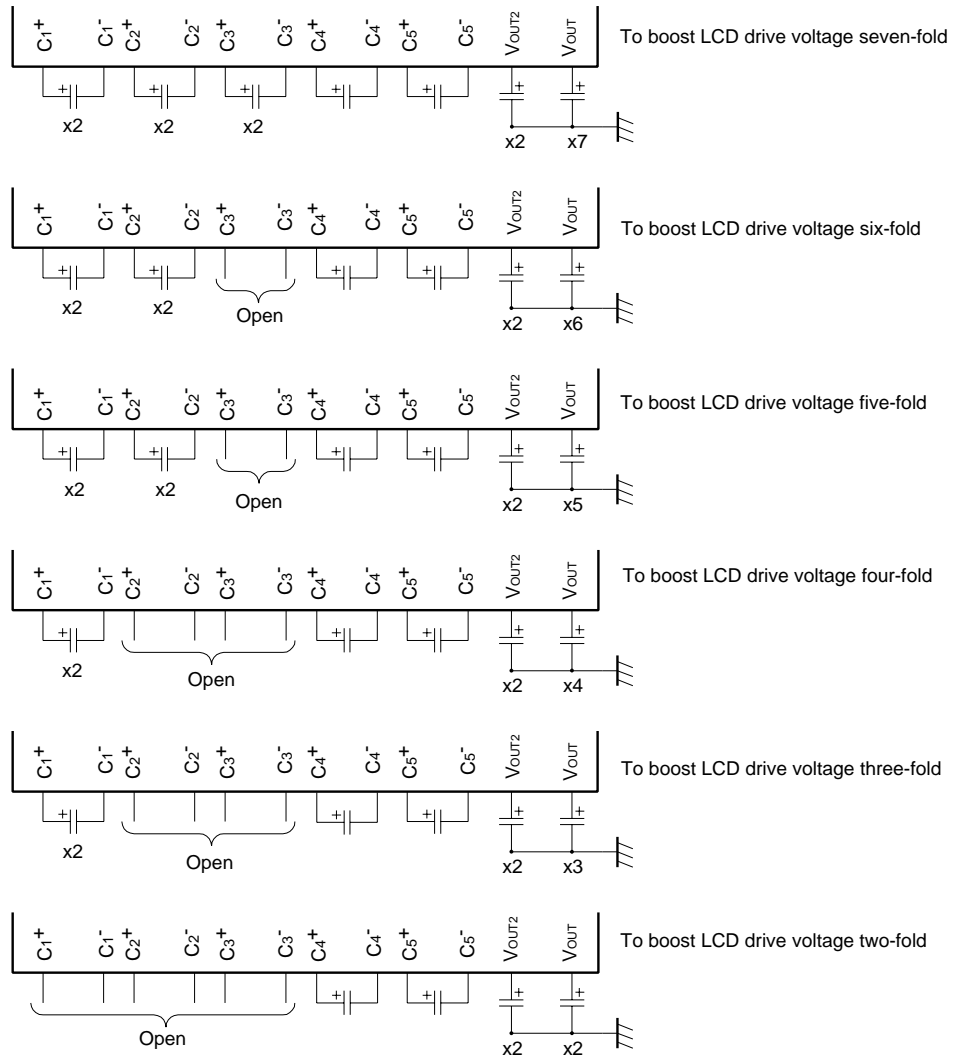 C1+ C1- C2+ C2- C3+ C3- C4+ C4- C5+ C5- VOUT2 VOUT To boost LCD drive voltage seven-fold
+ + + + + + +
x2 x2 x2 x2 x7
C1+ C1- C2+ C2- C3+ C3- C4+ C4- C5+ C5- VOUT2 VOUT To boost LCD drive voltage six-fold
+ + + + + +
x2 x2 Open x2 x6
C1+ C1- C2+ C2- C3+ C3- C4+ C4- C5+ C5- VOUT2 VOUT To boost LCD drive voltage five-fold
+ + + + + +
x2 x2 Open x2 x5
C1+ C1- C2+ C2- C3+ C3- C4+ C4- C5+ C5- VOUT2 VOUT To boost LCD drive voltage four-fold
+ + + + +
x2 Open x2 x4
C1+ C1- C2+ C2- C3+ C3- C4+ C4- C5+ C5- VOUT2 VOUT To boost LCD drive voltage three-fold
+ + + + +
x2 Open x2 x3
C1+ C1- C2+ C2- C3+ C3- C4+ C4- C5+ C5- VOUT2 VOUT To boost LCD drive voltage two-fold
+ + + +
Open x2 x2